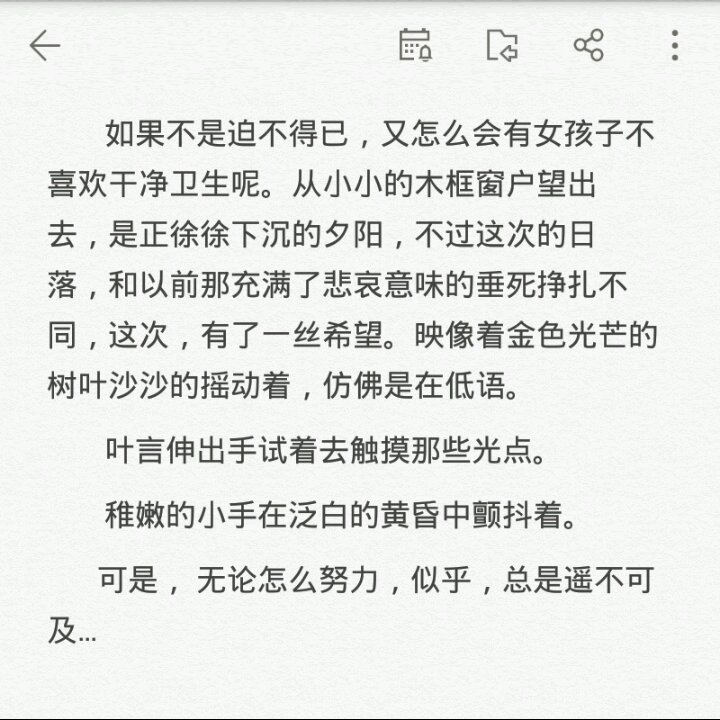 如果不是迫不得已，又怎么会有女孩子不
喜欢干净卫生呢。从小小的木框窗户望出
去，是正徐徐下沉的夕阳，不过这次的日
落，和以前那充满了悲哀意味的垂死挣扎不
同，这次，有了一丝希望。映像着金色光芒的
树叶沙沙的摇动着，仿佛是在低语。
叶言伸出手试着去触摸那些光点。
稚嫩的小手在泛白的黄昏中颤抖着。
可是， 无论怎么努力，似乎，总是遥不可
及...